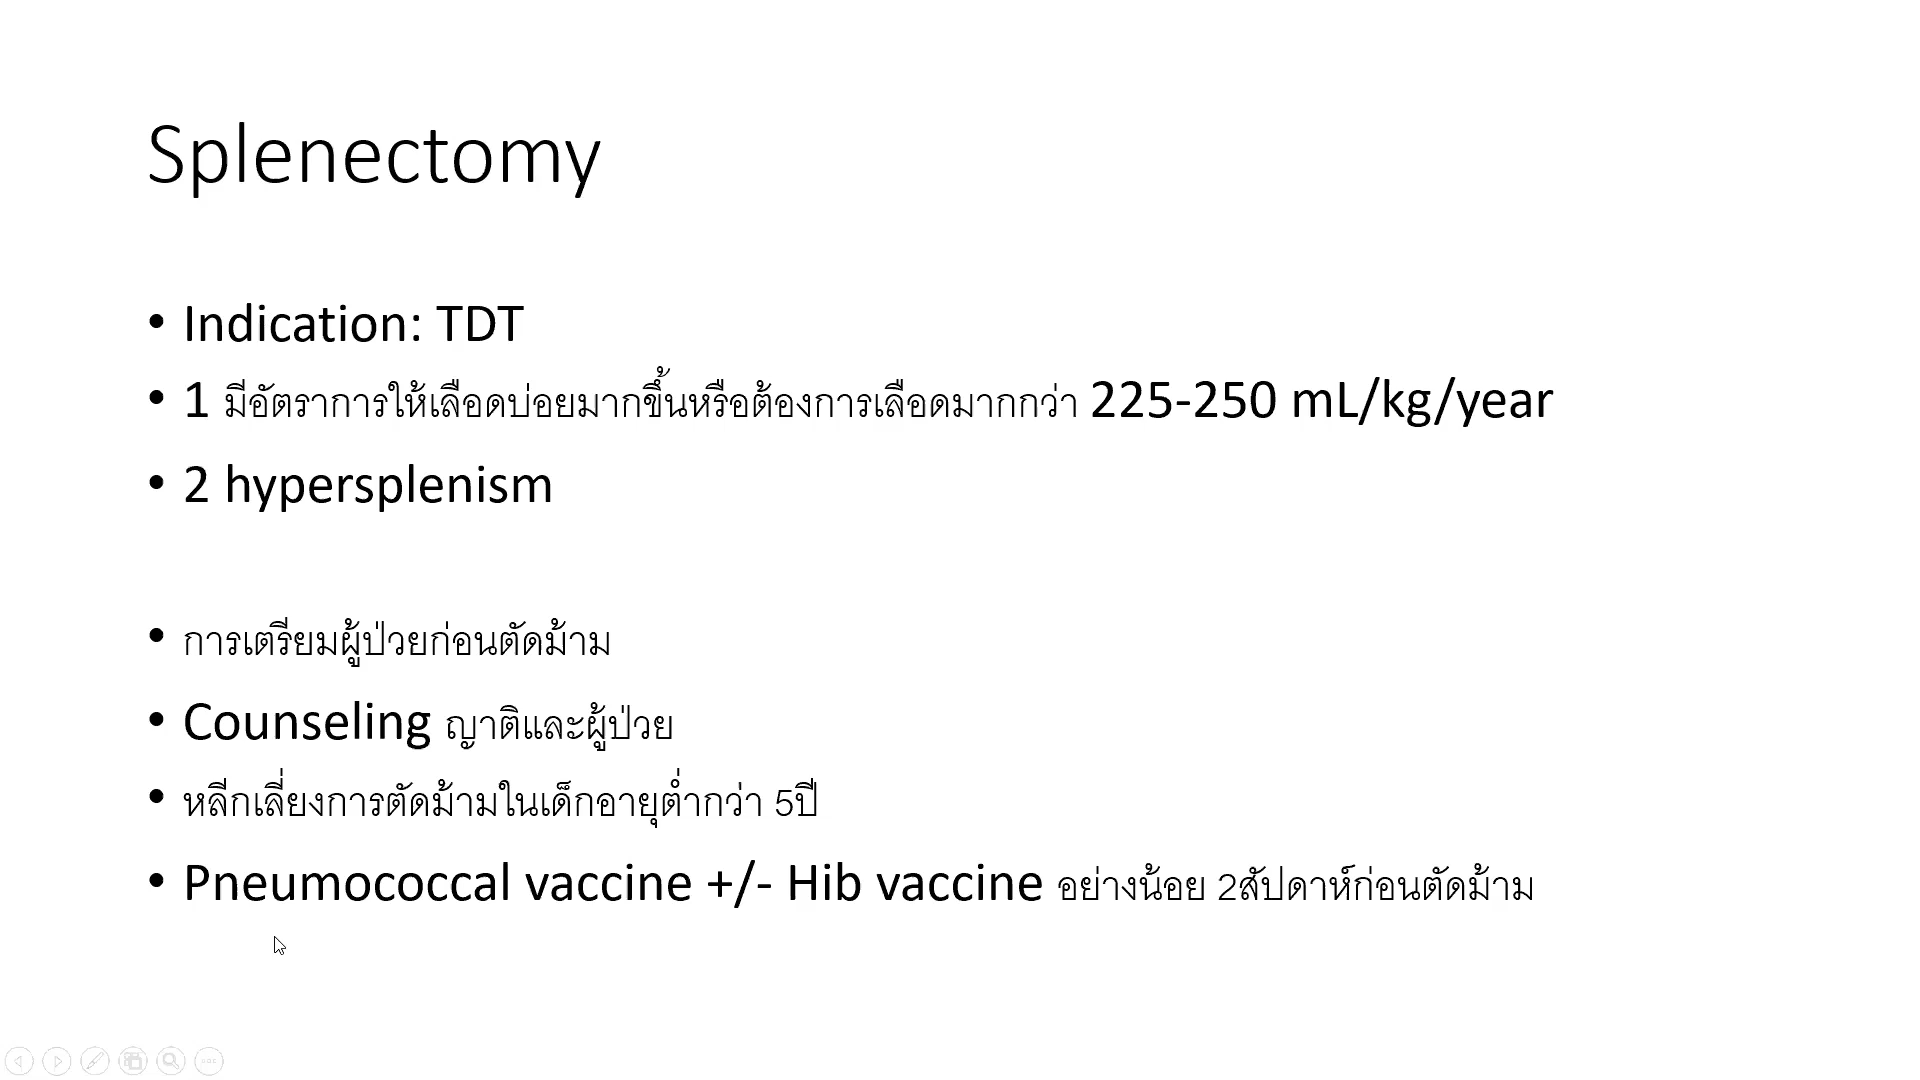 Splenectomy
• Indication: TDT
• 1 มีอัตราการให้เลือดบ่อยมากขึ้นหรือต้องการเลือดมากกว่า 225-250 mL/kg/year
• 2 hypersplenism
• การเตรียมผู้ป่วยก่อนตัดม้าม
• Counseling ญาติและผู้ป่วย
• หลีกเลี่ยงการตัดม้ามในเด็กอายุต่ำกว่า 5ปี
• Pneumococcal vaccine +/- Hib vaccine อย่างน้อย 2สัปดาห์ก่อนตัดม้าม